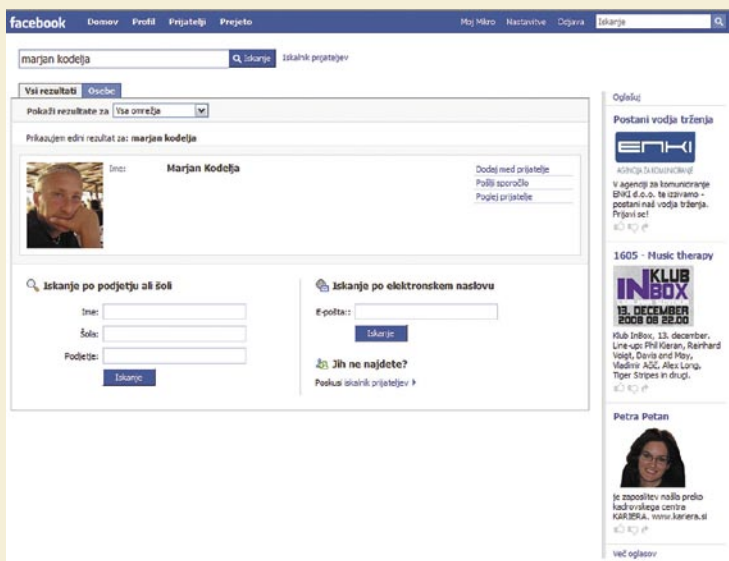 facebook Domov Profil Prijatelji Prejeto Moj Mikro Nastavitve Odjava Iskanje
marjan kodelja Iskanje Iskalnik prijateljev
Vsi rezultati Osebe
Pokaži rezultate za Vsa omrežja
Prikazujem edini rezultat za: marjan kodelja
Ime: Marjan Kodelja
Dodaj med prijatelje
Pošlji sporočilo
Poglej prijatelje
Iskanje po podjetju ali šoli
Ime:
Šola:
Podjetje:
Iskanje
Iskanje po elektronskem naslovu
E-pošta::
Iskanje
Jih ne najdete?
Poskusi iskalnik prijateljev
Oglašuj
Postani vodja trženja
ENKI
AGENCIJA ZA KOMUNICIRANJE
V agenciji za komuniciranje
ENKI d.o.o. te izzivamo -
postani naš vodja trženja.
Prijavi se!
1605 - Music therapy
KLUB
INBOX
13. DECEMBER
2008 OB 22.00
Klub InBox, 13. december.
Line-up: Phil Kieran, Reinhard
Voigt, Davis and May,
Vladimir Alex Long,
Tiger Stripes in drugi.
Petra Petan
je zaposlitev našla preko
kadrovskega centra
KARIERA. www.kariera.si
Več oglasov